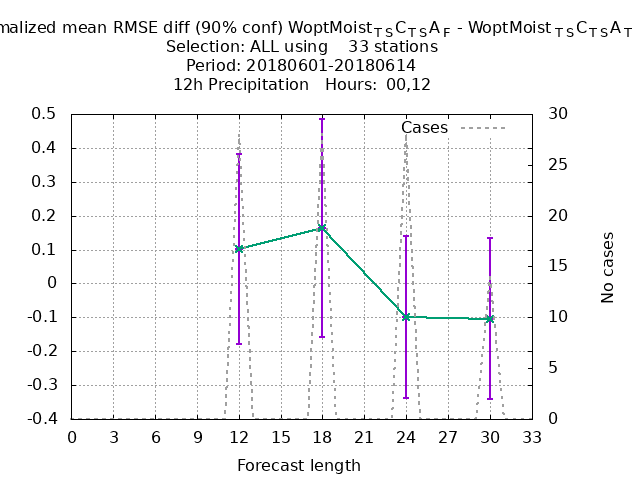 malized mean RMSE diff (90% conf) WoptMoist T S C T S A F - WoptMoist T S C T S A T
Selection: ALL using 33 stations
Period: 20180601-20180614
12h Precipitation Hours: 00,12
Cases
0.5
0.4
0.3
0.2
0.1
0
-0.1
-0.2
-0.3
-0.4
30
25
20
15
10
5
0
No cases
0 3 6 9 12 15 18 21 24 27 30 33
Forecast length